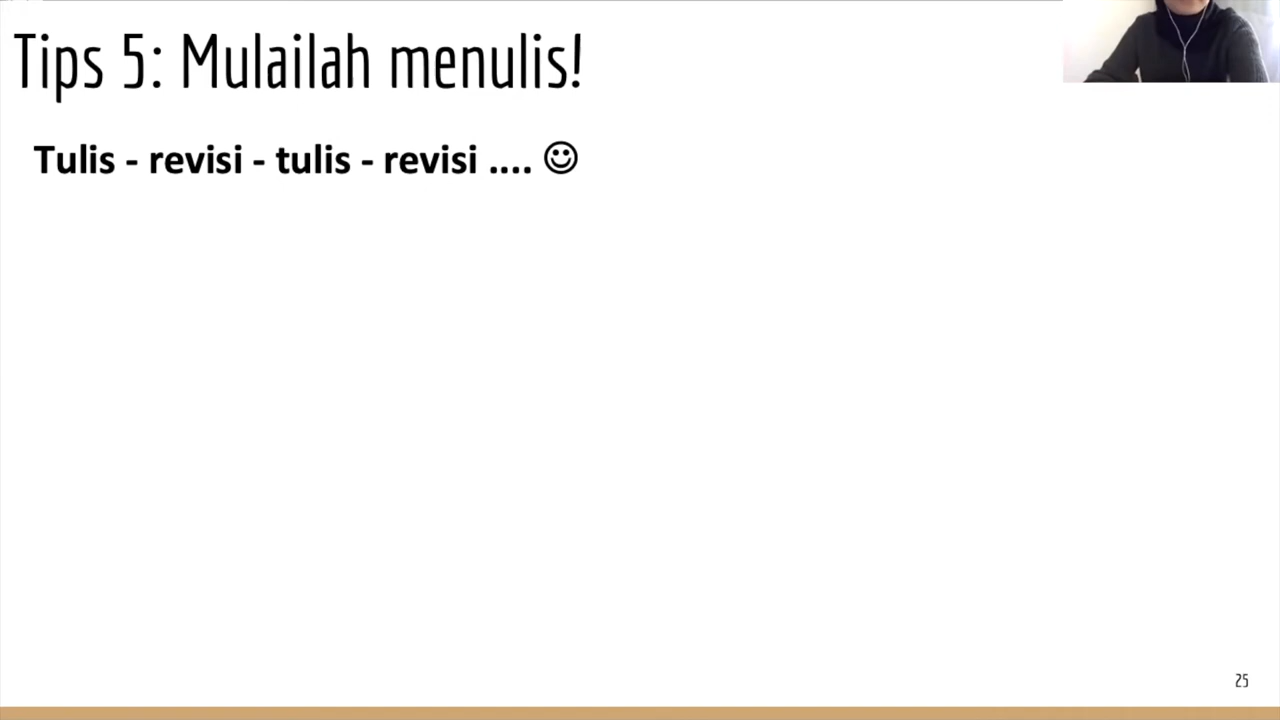 Tips 5: Mulailah menulis!
Tulis - revisi - tulis - revisi .... ☺
25